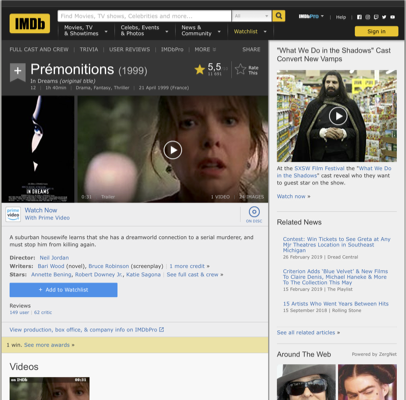 IMDb
Find Movies, TV shows, Celebrities and more...
All
IMDbPro
Help
Movies, TV
& Showtimes
Celebs, Events
& Photos
News &
Community
Watchlist
Sign in
FULL CAST AND CREW | TRIVIA | USER REVIEWS | IMDbPro | MORE
SHARE
Prémonitions (1999)
In Dreams (original title)
12 | 1h 40min | Drama, Fantasy, Thriller | 21 April 1999 (France)
5,5
Rate
This
IN DREAMS
0:31 Trailer
1 VIDEO
prime video
Watch Now
With Prime Video
ON DISC
A suburban housewife learns that she has a dreamworld connection to a serial murderer, and
must stop him from killing again.
Director: Neil Jordan
Writers: Bari Wood (novel), Bruce Robinson (screenplay) | 1 more credit »
Stars: Annette Bening, Robert Downey Jr., Katie Sagona | See full cast & crew »
+ Add to Watchlist
Reviews
149 user | 62 critic
View production, box office, & company info on IMDbPro
1 win. See more awards »
Videos
"What We Do in the Shadows" Cast
Convert New Vamps
At the SXSW Film Festival the "What We Do
in the Shadows" cast reveal who they want
to guest star on the show.
Watch now »
Related News
Contest: Win Tickets to See Greta at Any
Mjr Theatres Location in Southeast
Michigan
26 February 2019 | Dread Central
Criterion Adds 'Blue Velvet' & New Films
To Claire Denis, Michael Haneke & More
To The Collection This May
15 February 2019 | The Playlist
15 Artists Who Went Years Between Hits
15 September 2018 | Rolling Stone
See all related articles »
Around The Web
Powered by ZergNet